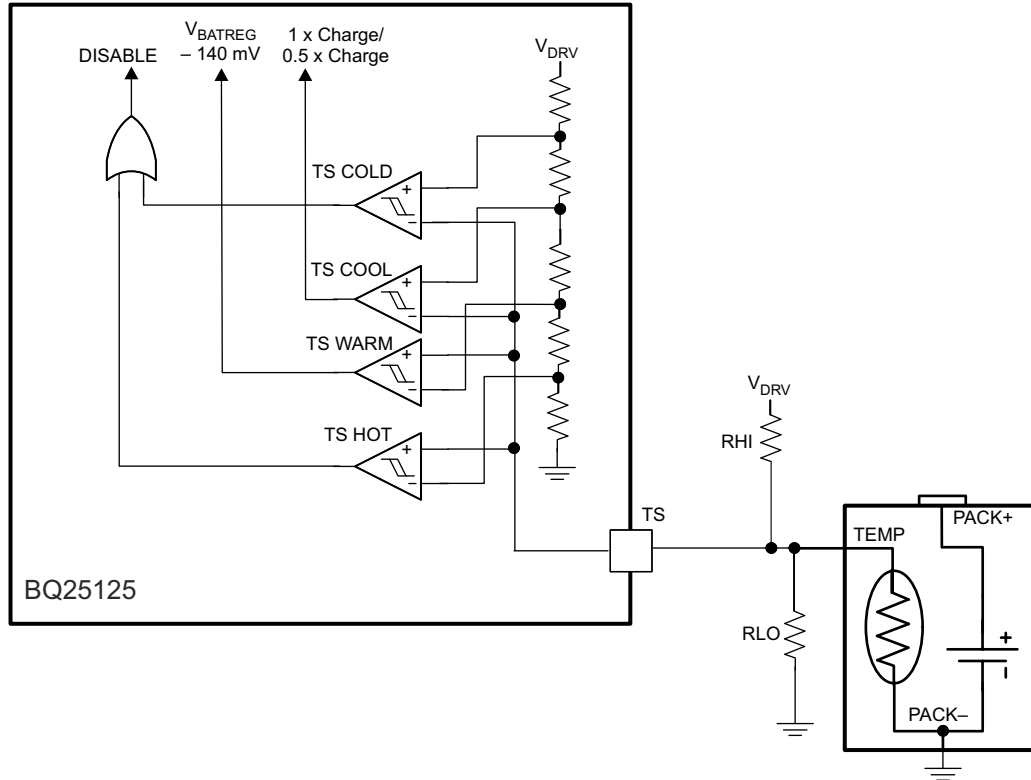 DISABLE
VBATREG
– 140 mV
1 x Charge/
0.5 x Charge
VDRV
TS COLD
+
–
TS COOL
+
–
TS WARM
+
–
TS HOT
+
–
TS
BQ25125
VDRV
RHI
RLO
TEMP
PACK+
+
–
PACK–